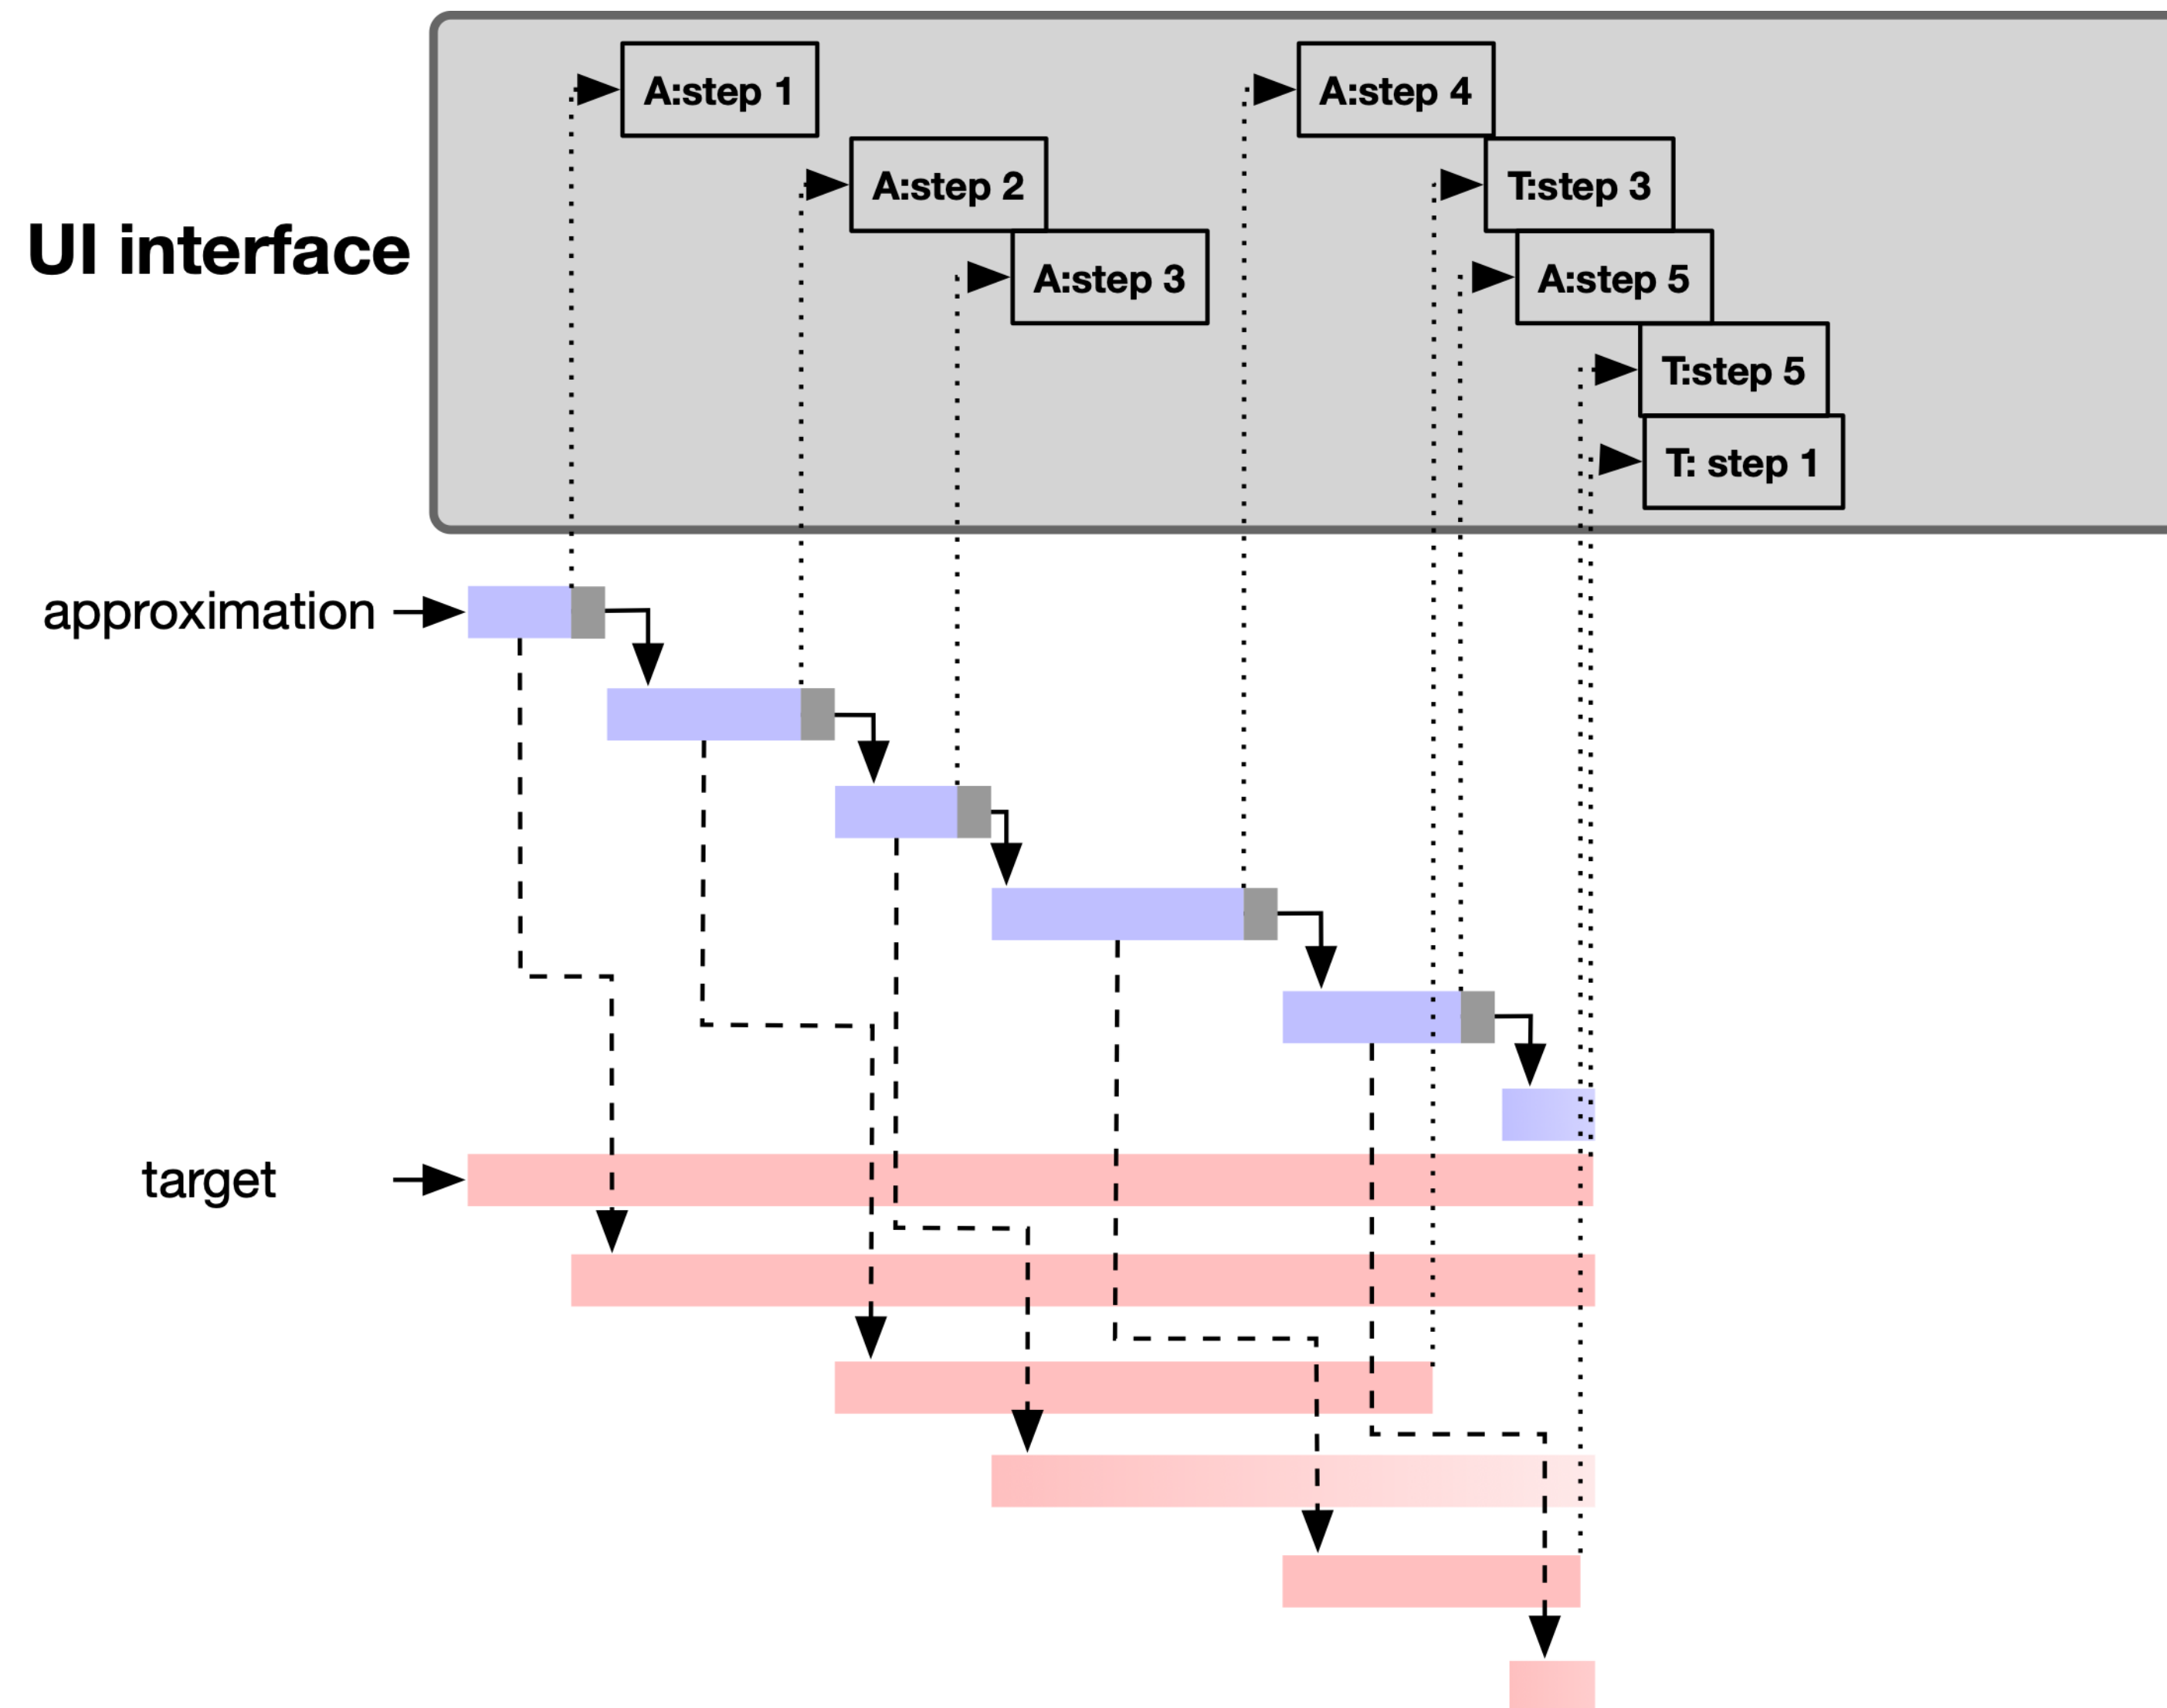 A:step 1
A:step 4
A:step 2
T:step 3
UI interface
A:step 3
A:step 5
T:step 5
T: step 1
approximation
target